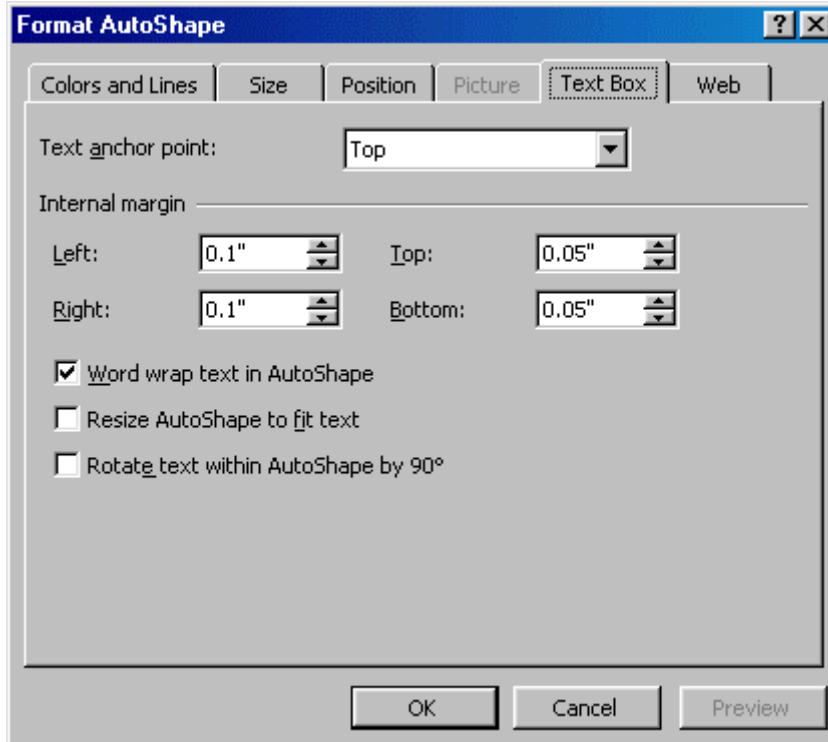 Format AutoShape
Colors and Lines Size Position Picture Text Box Web
Text anchor point: Top
Internal margin
Left: 0.1" Top: 0.05"
Right: 0.1" Bottom: 0.05"
Word wrap text in AutoShape
Resize AutoShape to fit text
Rotate text within AutoShape by 90°
OK Cancel Preview